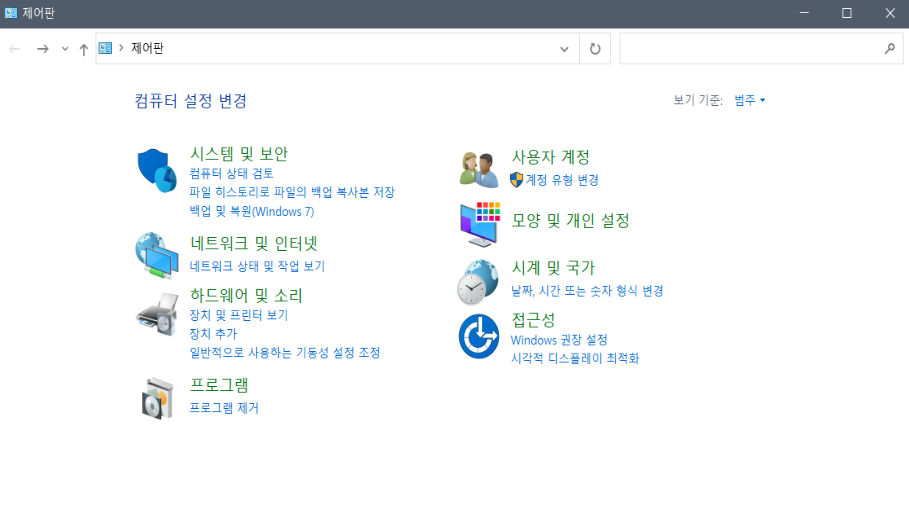 제어판
제어판
컴퓨터 설정 변경
보기 기준: 범주
시스템 및 보안
컴퓨터 상태 검토
파일 히스토리로 파일의 백업 복사본 저장
백업 및 복원(Windows 7)
네트워크 및 인터넷
네트워크 상태 및 작업 보기
하드웨어 및 소리
장치 및 프린터 보기
장치 추가
일반적으로 사용하는 기동성 설정 조정
프로그램
프로그램 제거
사용자 계정
계정 유형 변경
모양 및 개인 설정
시계 및 국가
날짜, 시간 또는 숫자 형식 변경
접근성
Windows 권장 설정
시각적 디스플레이 최적화